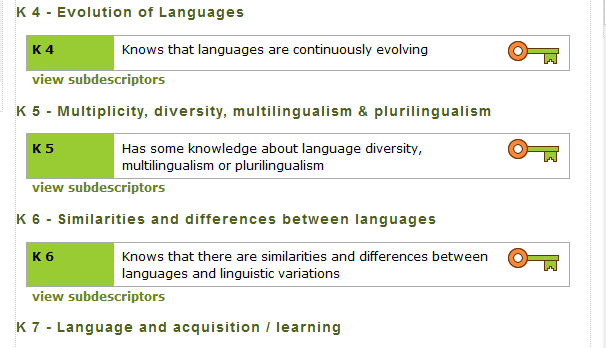 K 4 - Evolution of Languages
K 4 Knows that languages are continuously evolving
view subdescriptors
K 5 - Multiplicity, diversity, multilingualism & plurilingualism
K 5 Has some knowledge about language diversity,
multilingualism or plurilingualism
view subdescriptors
K 6 - Similarities and differences between languages
K 6 Knows that there are similarities and differences between
languages and linguistic variations
view subdescriptors
K 7 - Language and acquisition / learning